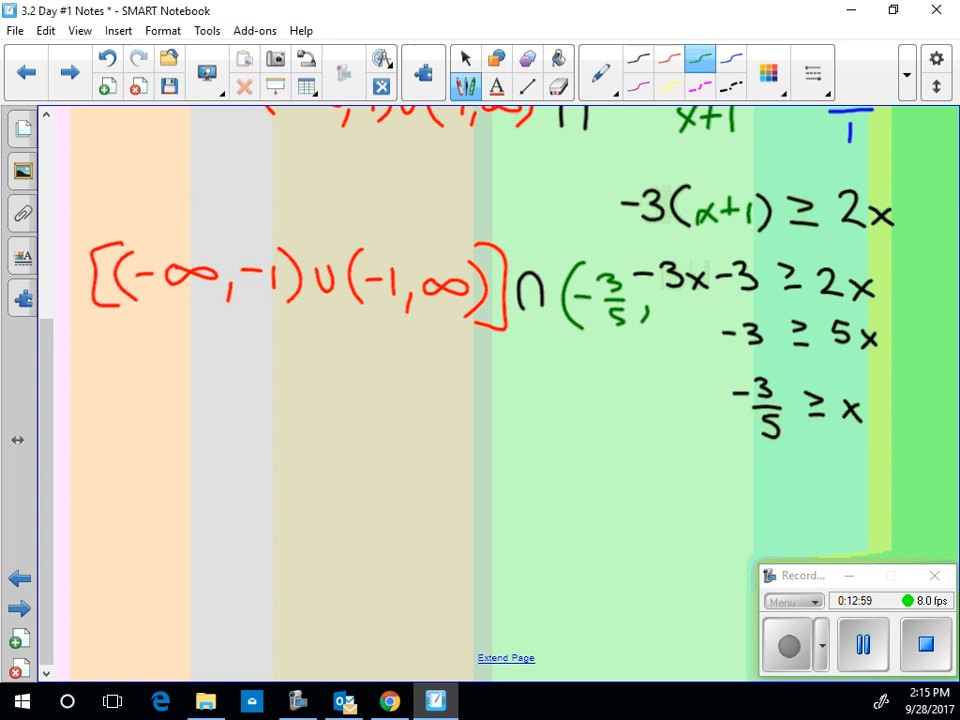 3.2 Day #1 Notes * - SMART Notebook
File Edit View Insert Format Tools Add-ons Help
x+1
1
-3(x+1) ≥ 2x
[(-∞, -1) ∪ (-1, ∞)] ∩ (-3/5,
-3x -3 ≥ 2x
-3 ≥ 5x
-3/5 ≥ x
Extend Page
Record...
Menu 0:12:59 8.0 fps
2:15 PM
9/28/2017